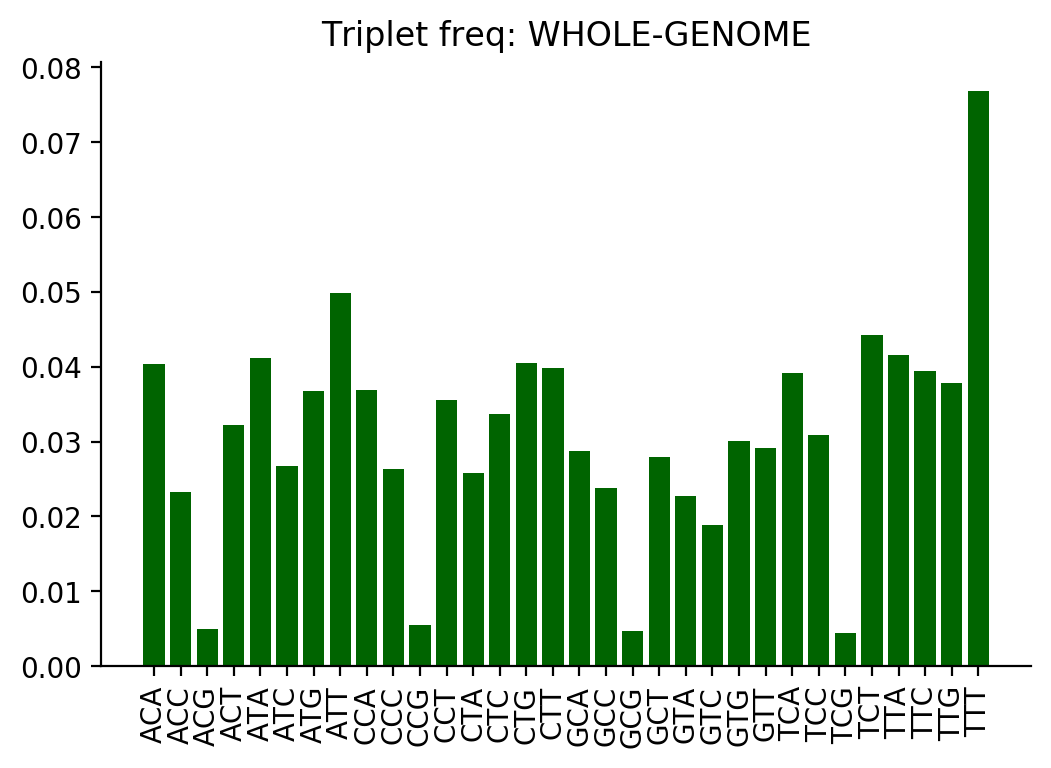 Triplet freq: WHOLE-GENOME
0.08
0.07
0.06
0.05
0.04
0.03
0.02
0.01
0.00
ACA
ACC
ACG
ACT
ATA
ATC
ATG
ATT
CCA
CCC
CCG
CCT
CTA
CTC
CTG
CTT
GCA
GCC
GCG
GCT
GTA
GTC
GTG
GTT
TCA
TCC
TCG
TCT
TTA
TTC
TTG
TTT